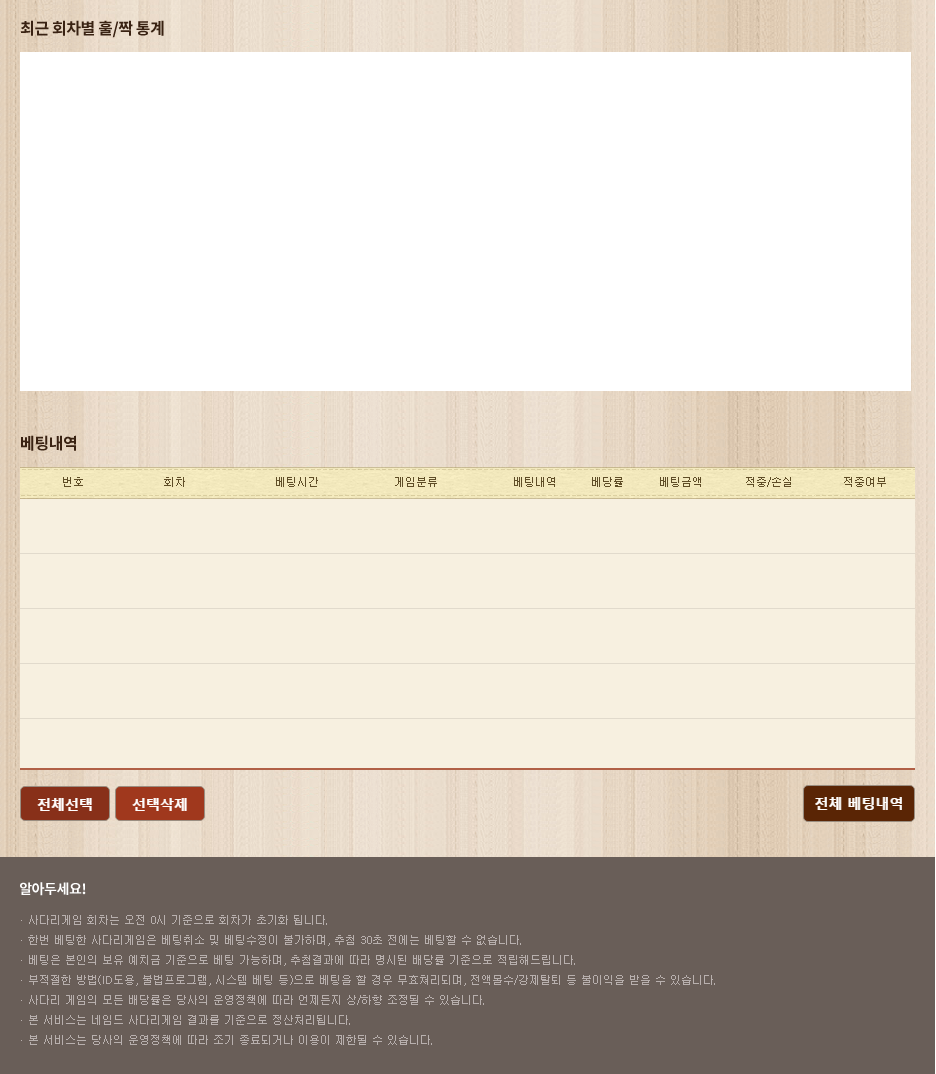 최근 회차별 홀/짝 통계
베팅내역
번호 회차 베팅시간 게임분류 베팅내역 베당률 베팅금액 적중/손실 적중여부
전체선택 선택삭제 전체 베팅내역
알아두세요!
· 사다리게임 회차는 오전 0시 기준으로 회차가 초기화 됩니다.
· 한번 베팅한 사다리게임은 베팅취소 및 베팅수정이 불가하며, 추첨 30초 전에는 베팅할 수 없습니다.
· 베팅은 본인의 보유 예치금 기준으로 베팅 가능하며, 추첨결과에 따라 명시된 배당률 기준으로 적립해드립니다.
· 부적절한 방법(ID도용, 불법프로그램, 시스템 베팅 등)으로 베팅을 할 경우 무효처리되며, 전액몰수/강제탈퇴 등 불이익을 받을 수 있습니다.
· 사다리 게임의 모든 배당률은 당사의 운영정책에 따라 언제든지 상/하향 조정될 수 있습니다.
· 본 서비스는 네임드 사다리게임 결과를 기준으로 정산처리됩니다.
· 본 서비스는 당사의 운영정책에 따라 조기 종료되거나 이용이 제한될 수 있습니다.